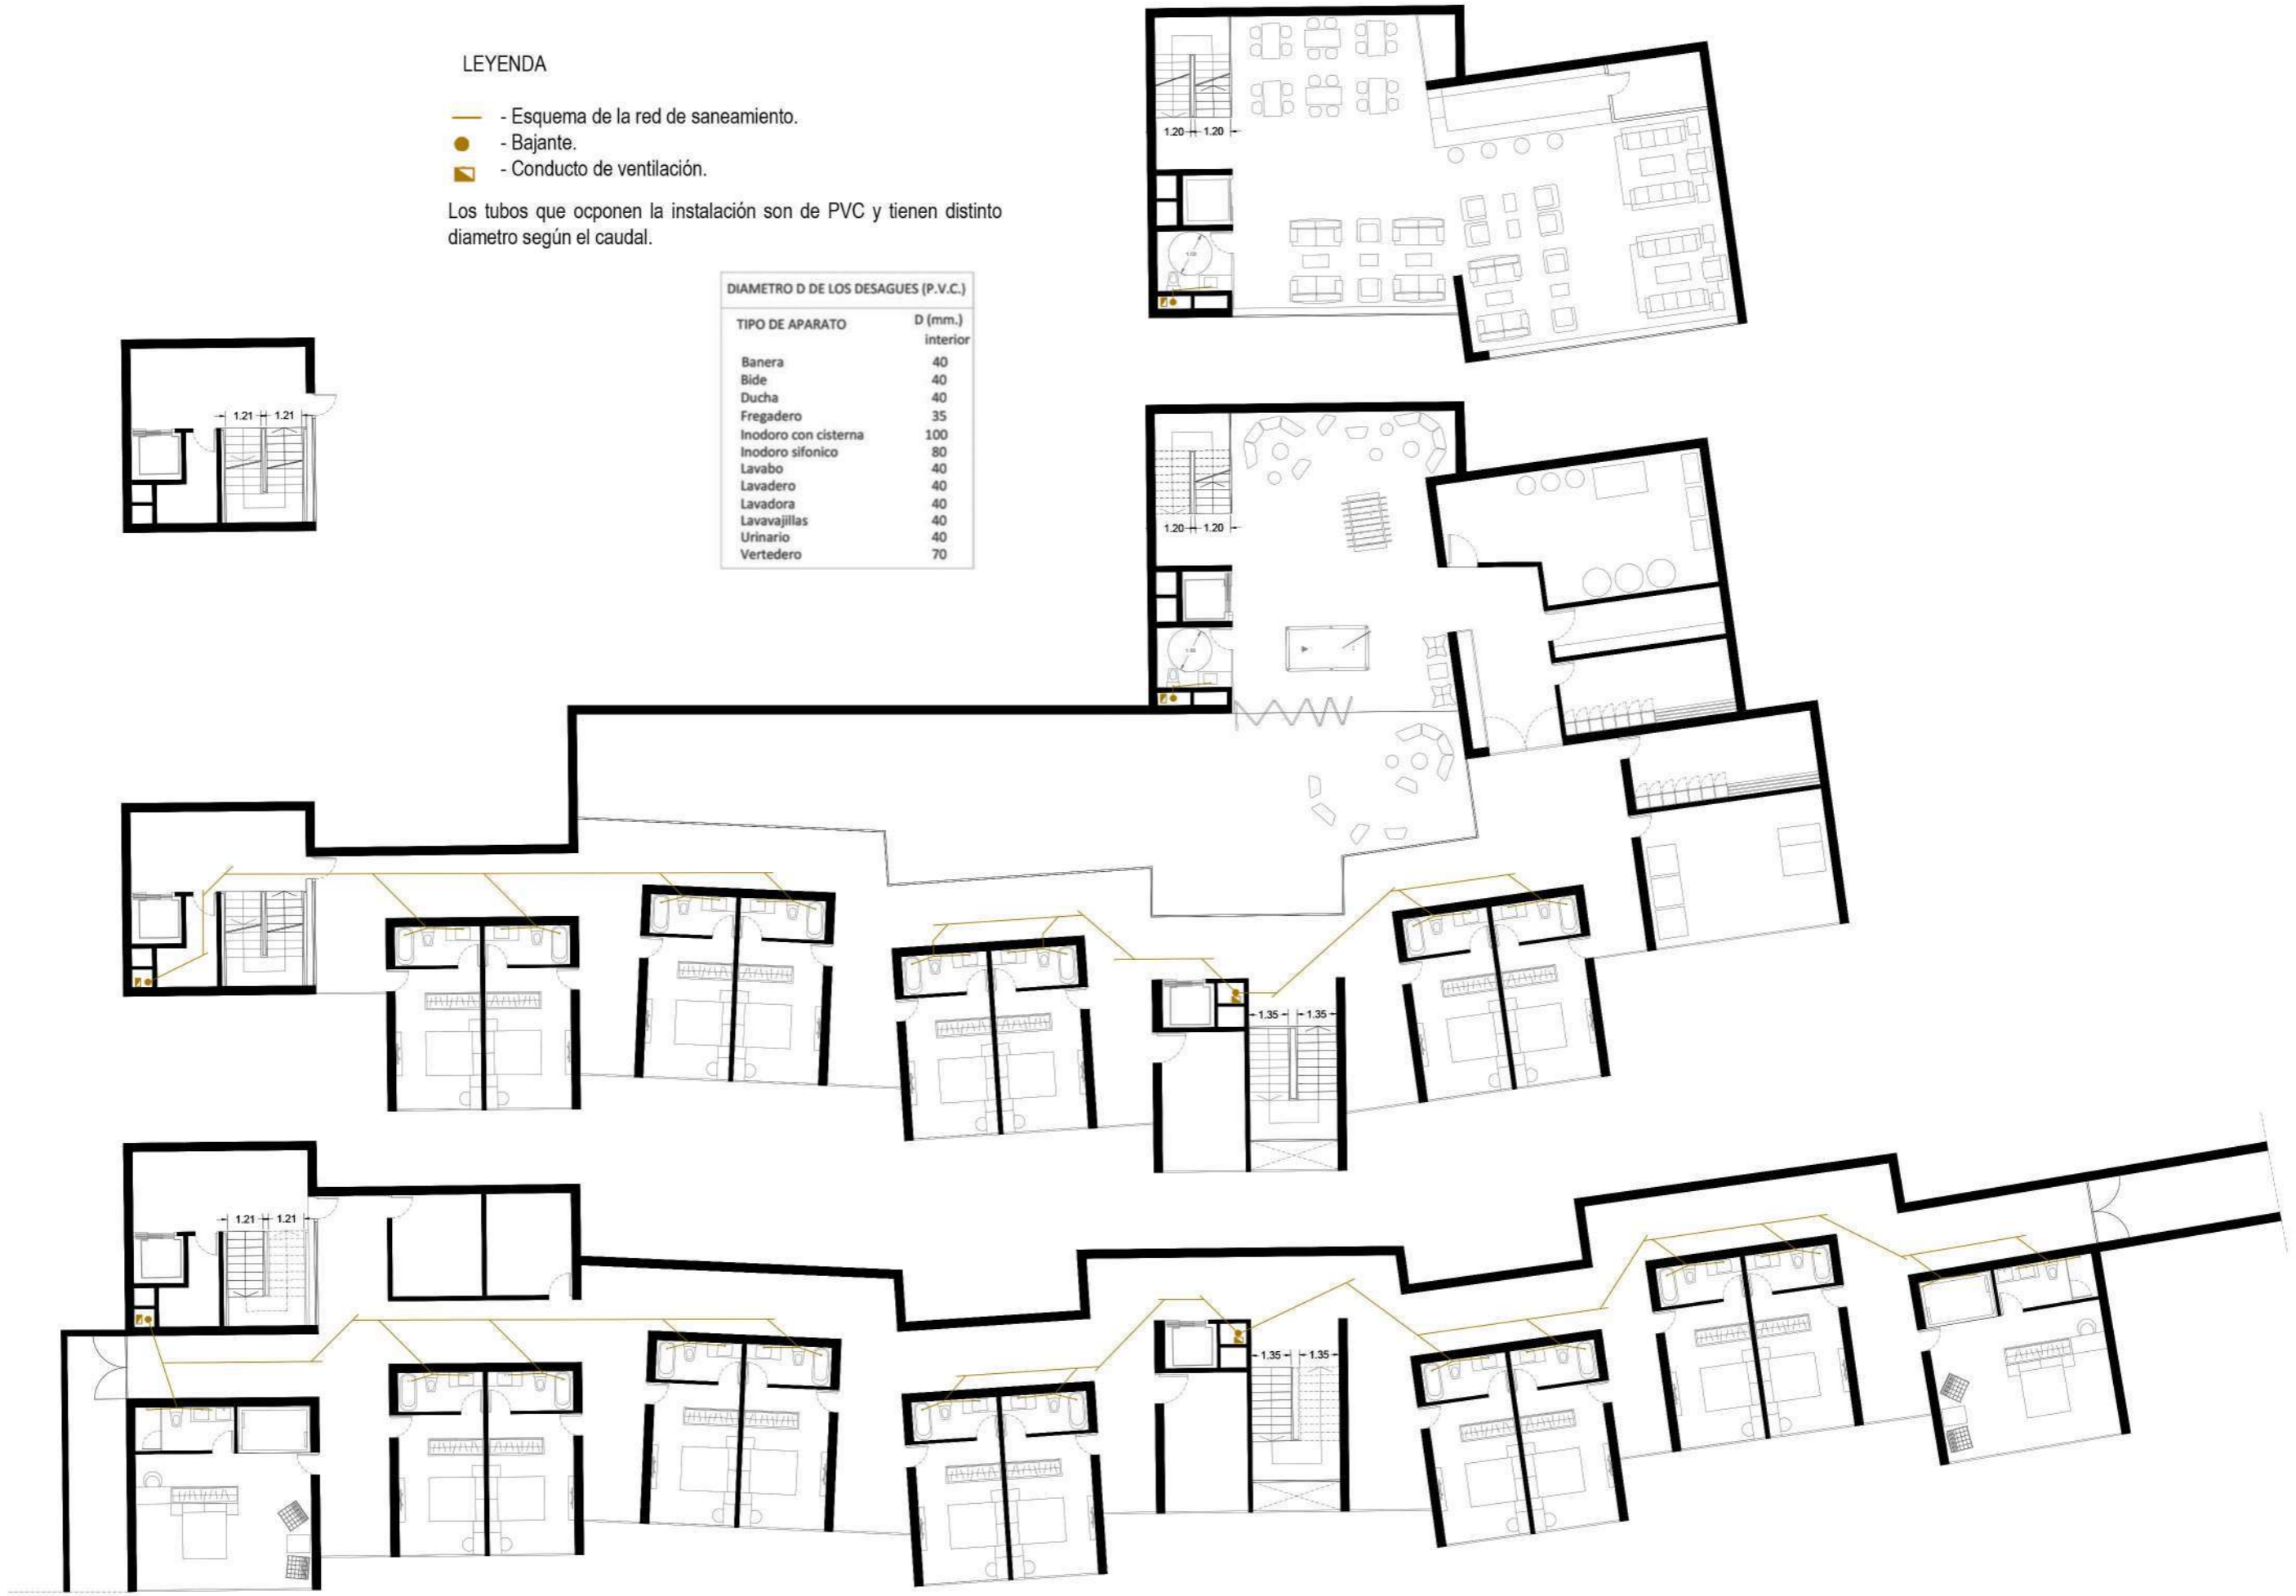 LEYENDA
- Esquema de la red de saneamiento.
- Bajante.
- Conducto de ventilación.
Los tubos que ocponen la instalación son de PVC y tienen distinto
diametro según el caudal.
DIAMETRO D DE LOS DESAGUES (P.V.C.)
TIPO DE APARATO D (mm.)
interior
Banera 40
Bide 40
Ducha 40
Fregadero 35
Inodoro con cisterna 100
Inodoro sifonico 80
Lavabo 40
Lavadero 40
Lavadora 40
Lavavajillas 40
Urinario 40
Vertedero 70
1.20 1.20
1.21 1.21
1.20 1.20
1.35 1.35
1.21 1.21
1.35 1.35